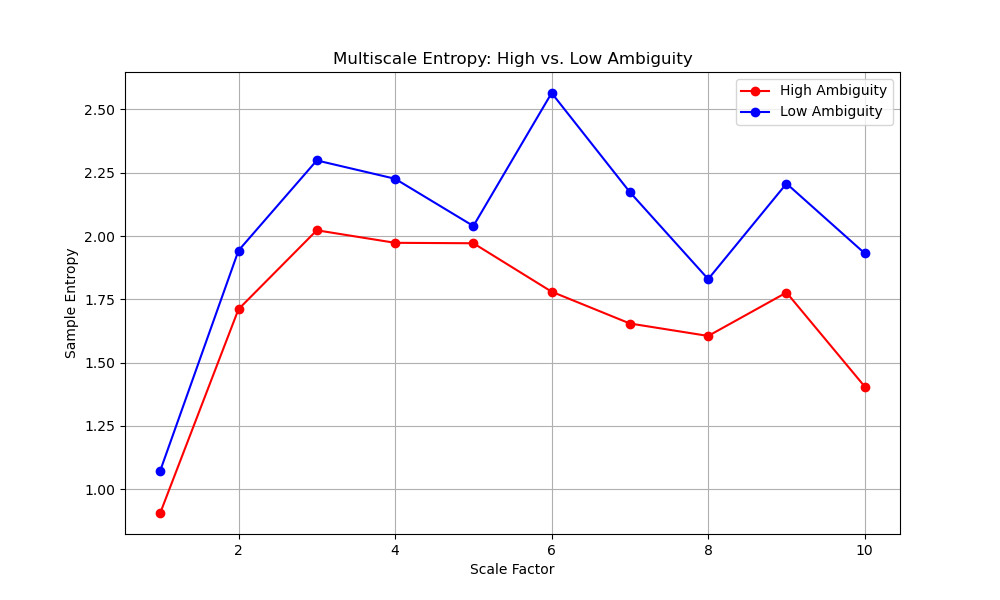 Multiscale Entropy: High vs. Low Ambiguity
High Ambiguity
Low Ambiguity
Sample Entropy
2.50
2.25
2.00
1.75
1.50
1.25
1.00
2 4 6 8 10
Scale Factor